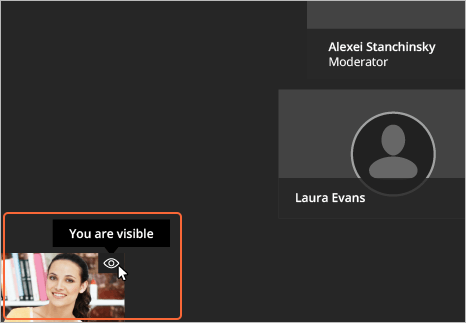 Alexei Stanchinsky
Moderator
Laura Evans
You are visible